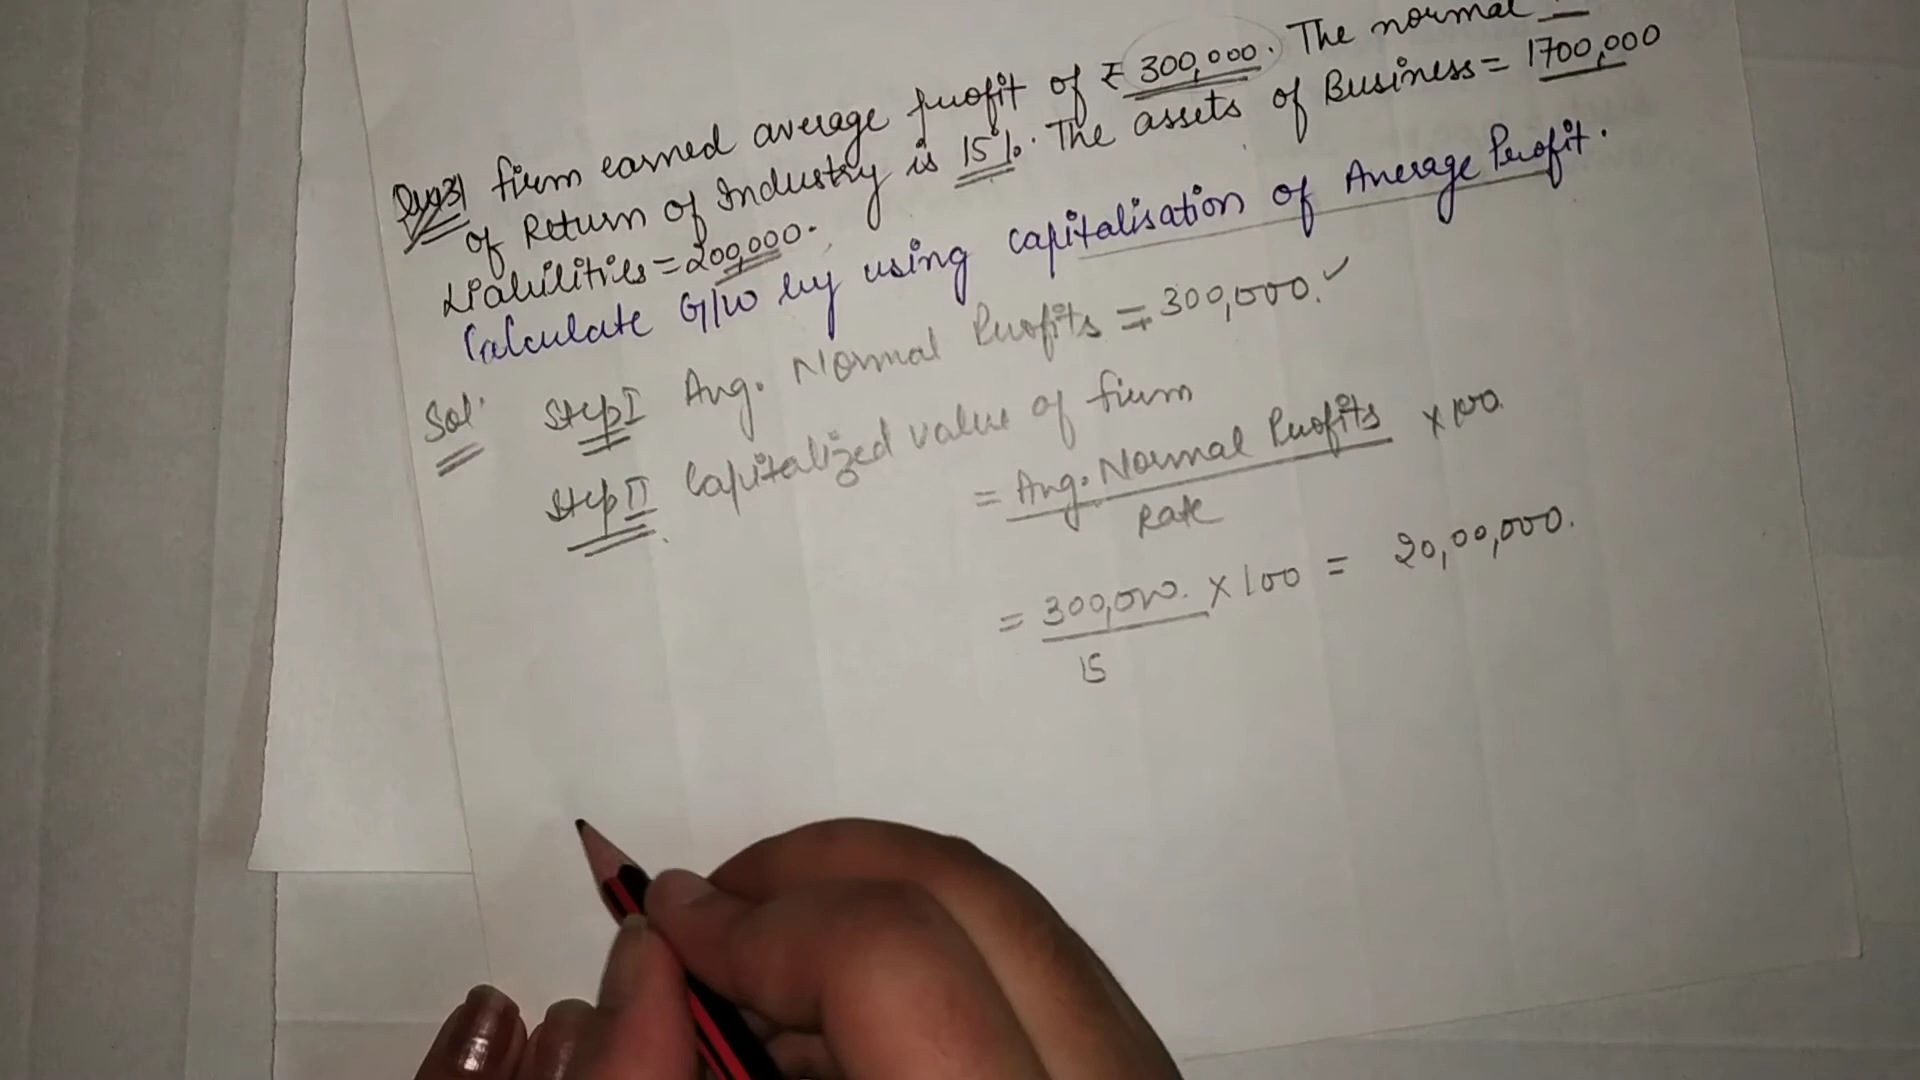 Que3) firm earned average profit of ₹ 300,000. The normal
of Return of Industry is 15%. The assets of Business = 1700,000
Liabilities = 200,000.
Calculate G/W by using capitalisation of Average Profit.
Sol. Step I Avg. Normal Profits = 300,000. ✓
Step II Capitalized value of firm
= Avg. Normal Profits × 100
Rate
= 300,000. × 100 = 20,00,000.
15